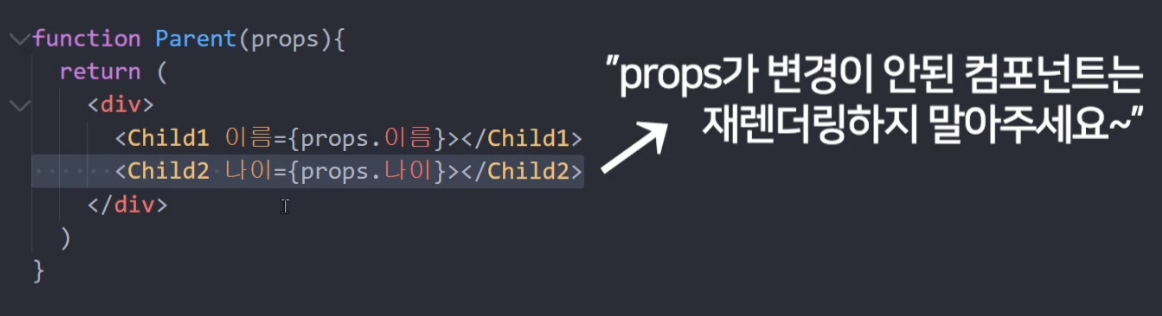 function Parent(props){
return (
<div>
<Child1 이름={props.이름}></Child1>
<Child2 나이={props.나이}></Child2>
</div>
)
}
"props가 변경이 안된 컴포넌트는
재렌더링하지 말아주세요~"